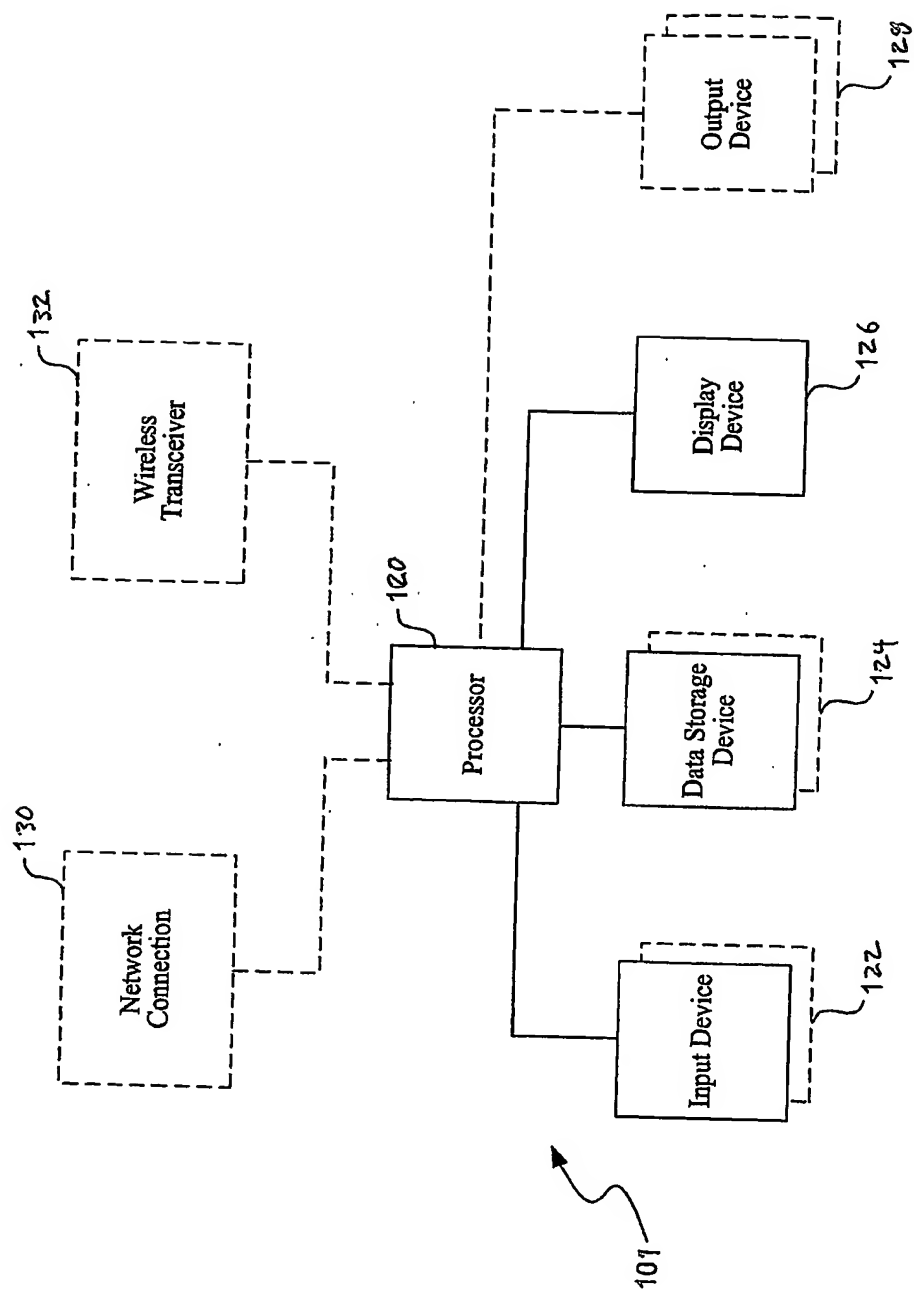 130
Network
Connection
132
Wireless
Transceiver
120
Processor
Input Device
122
Data Storage
Device
124
Display
Device
126
Output
Device
128
101